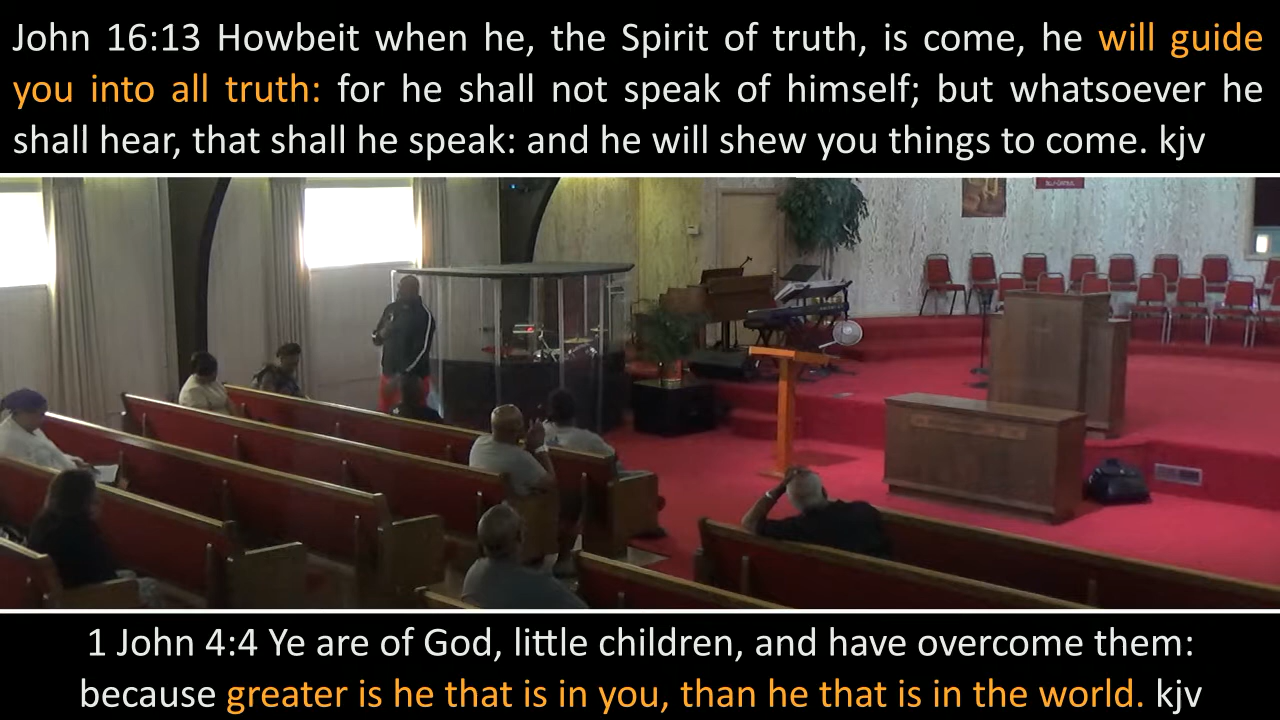 John 16:13 Howbeit when he, the Spirit of truth, is come, he will guide
you into all truth: for he shall not speak of himself; but whatsoever he
shall hear, that shall he speak: and he will shew you things to come. kjv
1 John 4:4 Ye are of God, little children, and have overcome them:
because greater is he that is in you, than he that is in the world. kjv